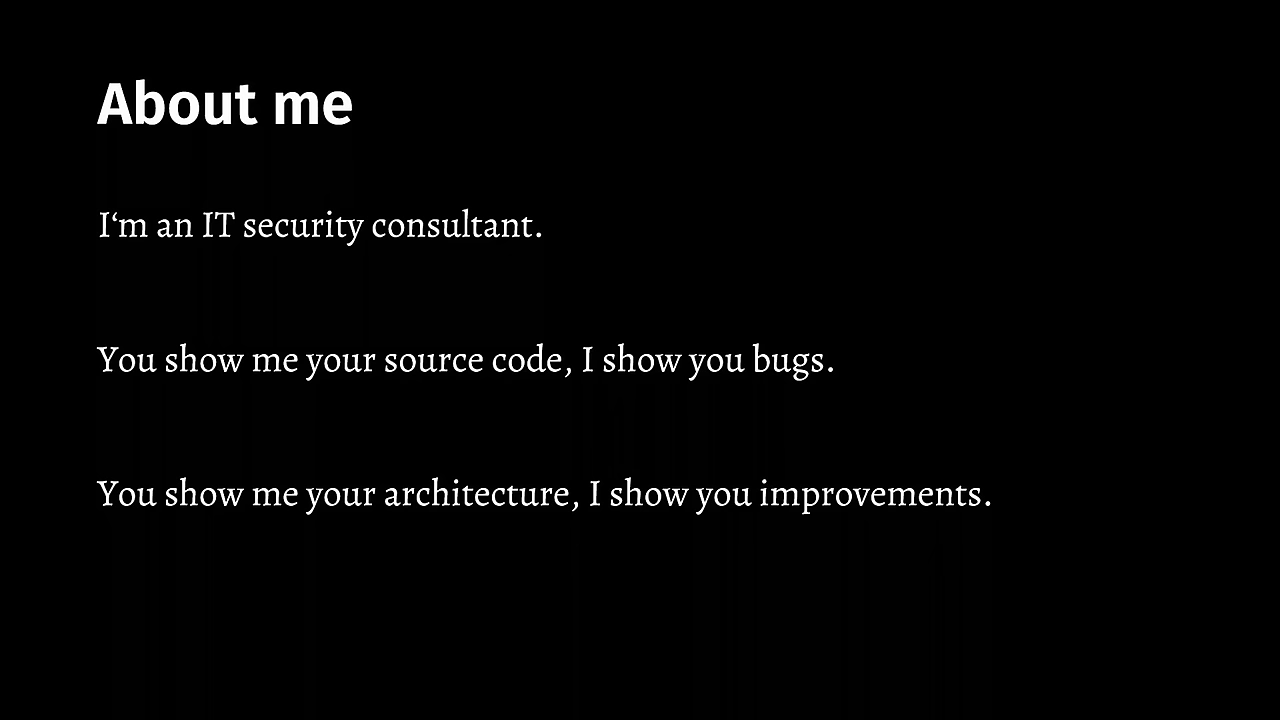 About me
I‘m an IT security consultant.
You show me your source code, I show you bugs.
You show me your architecture, I show you improvements.